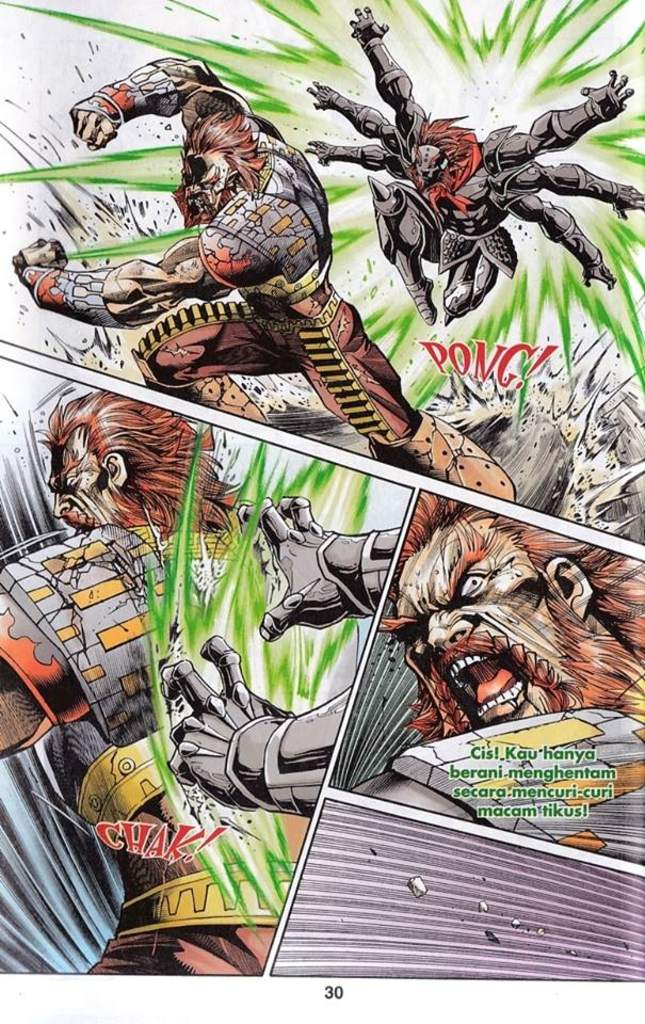 PONG!
CHAK!
Cis! Kau hanya
berani menghentam
secara mencuri-curi
macam tikus!
30